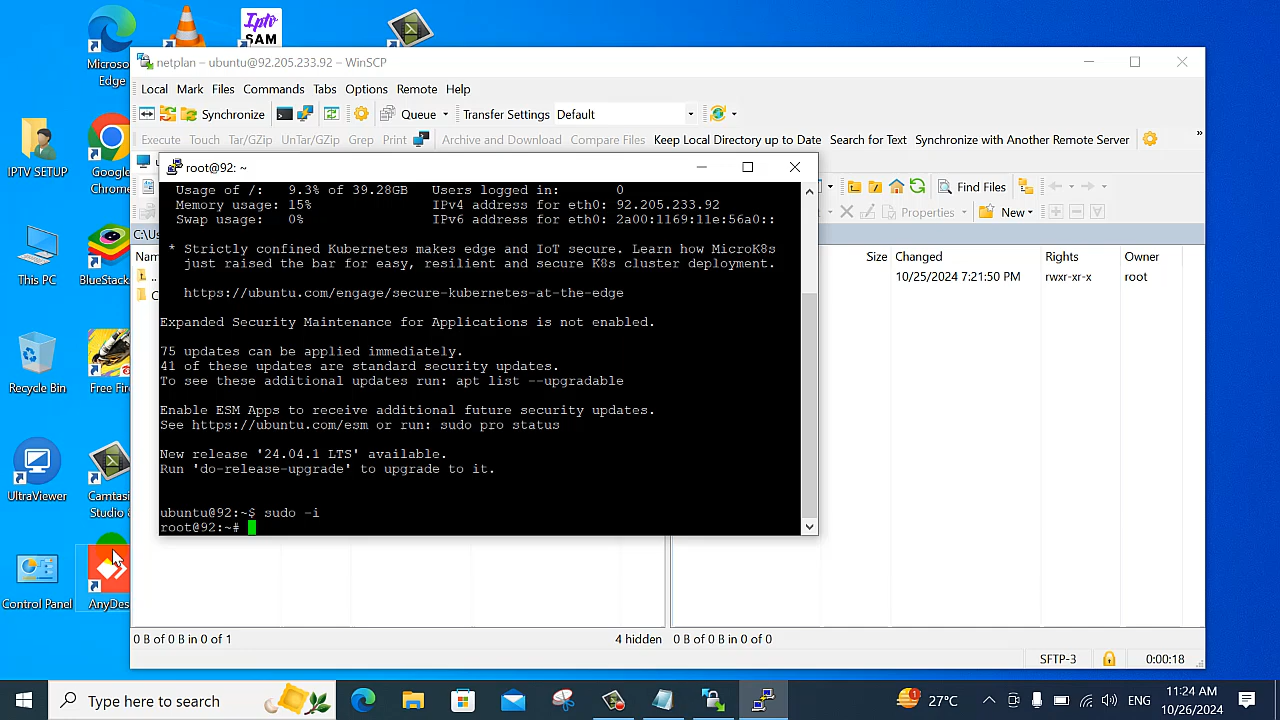 Iptv
SAM
Microso
Edge
IPTV SETUP
Google
Chrom
This PC
BlueStack
Recycle Bin
Free Fire
UltraViewer
Camtas
Studio 8
Control Panel
AnyDes
netplan – ubuntu@92.205.233.92 – WinSCP
Local Mark Files Commands Tabs Options Remote Help
Synchronize Queue Transfer Settings Default
Execute Touch Tar/GZip UnTar/GZip Grep Print Archive and Download Compare Files Keep Local Directory up to Date Search for Text Synchronize with Another Remote Server »
Find Files
Properties New
C:\Us
Na
Size Changed Rights Owner
..
10/25/2024 7:21:50 PM rwxr-xr-x root
root@92: ~
Usage of /: 9.3% of 39.28GB Users logged in: 0
Memory usage: 15% IPv4 address for eth0: 92.205.233.92
Swap usage: 0% IPv6 address for eth0: 2a00:1169:11e:56a0::
* Strictly confined Kubernetes makes edge and IoT secure. Learn how MicroK8s
just raised the bar for easy, resilient and secure K8s cluster deployment.
https://ubuntu.com/engage/secure-kubernetes-at-the-edge
Expanded Security Maintenance for Applications is not enabled.
75 updates can be applied immediately.
41 of these updates are standard security updates.
To see these additional updates run: apt list --upgradable
Enable ESM Apps to receive additional future security updates.
See https://ubuntu.com/esm or run: sudo pro status
New release '24.04.1 LTS' available.
Run 'do-release-upgrade' to upgrade to it.
ubuntu@92:~$ sudo -i
root@92:~#
0 B of 0 B in 0 of 1 4 hidden 0 B of 0 B in 0 of 0
SFTP-3 0:00:18
Type here to search
27°C ENG 11:24 AM
10/26/2024